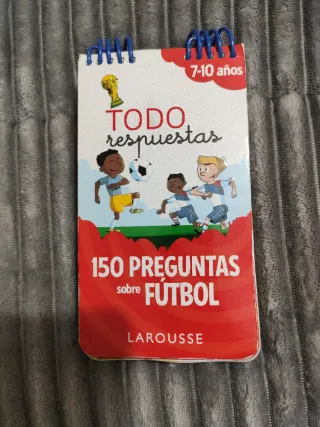 7-10 años
TODO
respuestas
150 PREGUNTAS
sobre FÚTBOL
LAROUSSE